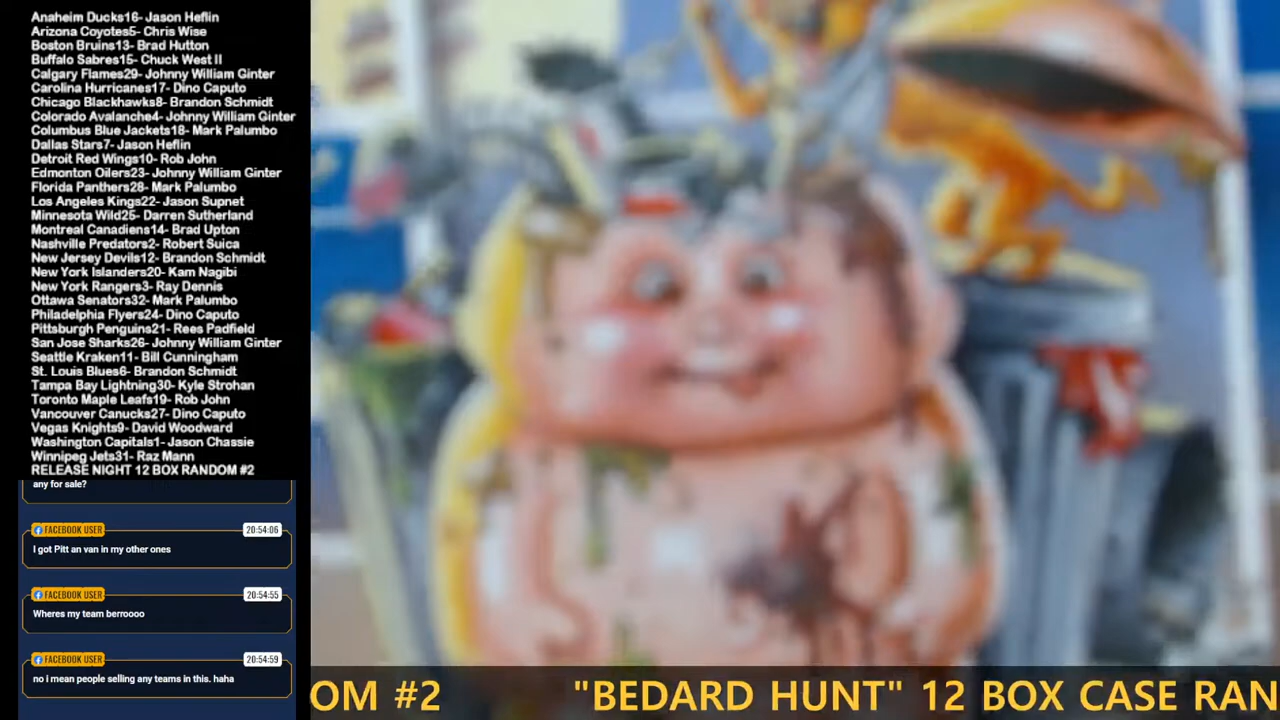 Anaheim Ducks16- Jason Heflin
Arizona Coyotes5- Chris Wise
Boston Bruins13- Brad Hutton
Buffalo Sabres15- Chuck West II
Calgary Flames29- Johnny William Ginter
Carolina Hurricanes17- Dino Caputo
Chicago Blackhawks8- Brandon Schmidt
Colorado Avalanche4- Johnny William Ginter
Columbus Blue Jackets18- Mark Palumbo
Dallas Stars7- Jason Heflin
Detroit Red Wings10- Rob John
Edmonton Oilers23- Johnny William Ginter
Florida Panthers28- Mark Palumbo
Los Angeles Kings22- Jason Supnet
Minnesota Wild25- Darren Sutherland
Montreal Canadiens14- Brad Upton
Nashville Predators2- Robert Suica
New Jersey Devils12- Brandon Schmidt
New York Islanders20- Kam Nagibi
New York Rangers3- Ray Dennis
Ottawa Senators32- Mark Palumbo
Philadelphia Flyers24- Dino Caputo
Pittsburgh Penguins21- Rees Padfield
San Jose Sharks26- Johnny William Ginter
Seattle Kraken11- Bill Cunningham
St. Louis Blues6- Brandon Schmidt
Tampa Bay Lightning30- Kyle Strohan
Toronto Maple Leafs19- Rob John
Vancouver Canucks27- Dino Caputo
Vegas Knights9- David Woodward
Washington Capitals1- Jason Chassie
Winnipeg Jets31- Raz Mann
RELEASE NIGHT 12 BOX RANDOM #2
any for sale?
FACEBOOK USER 20:54:06
I got Pitt an van in my other ones
FACEBOOK USER 20:54:55
Wheres my team berroooo
FACEBOOK USER 20:54:59
no i mean people selling any teams in this. haha
OM #2 "BEDARD HUNT" 12 BOX CASE RAN